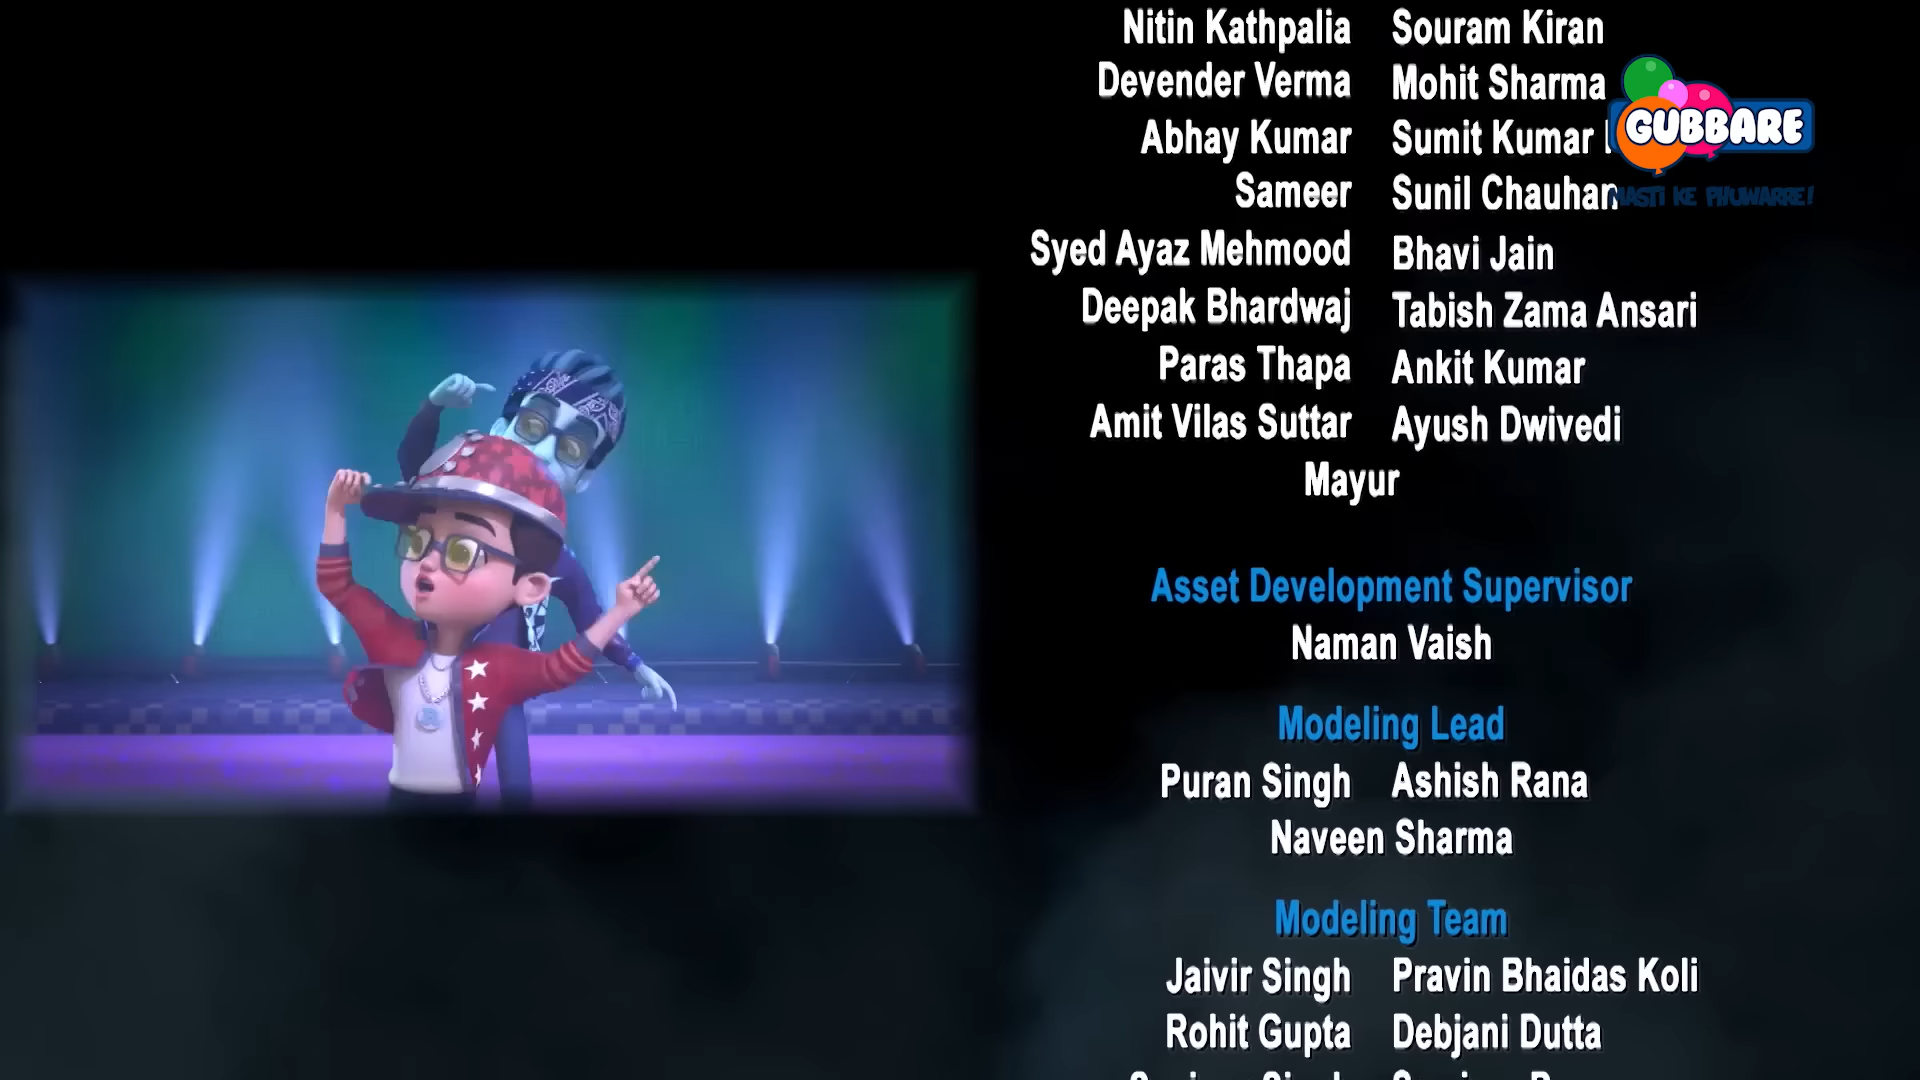 Nitin Kathpalia Souram Kiran
Devender Verma Mohit Sharma
Abhay Kumar Sumit Kumar
Sameer Sunil Chauhan
Syed Ayaz Mehmood Bhavi Jain
Deepak Bhardwaj Tabish Zama Ansari
Paras Thapa Ankit Kumar
Amit Vilas Suttar Ayush Dwivedi
Mayur
GUBBARE
MASTI KE PHUWARRE!
Asset Development Supervisor
Naman Vaish
Modeling Lead
Puran Singh Ashish Rana
Naveen Sharma
Modeling Team
Jaivir Singh Pravin Bhaidas Koli
Rohit Gupta Debjani Dutta